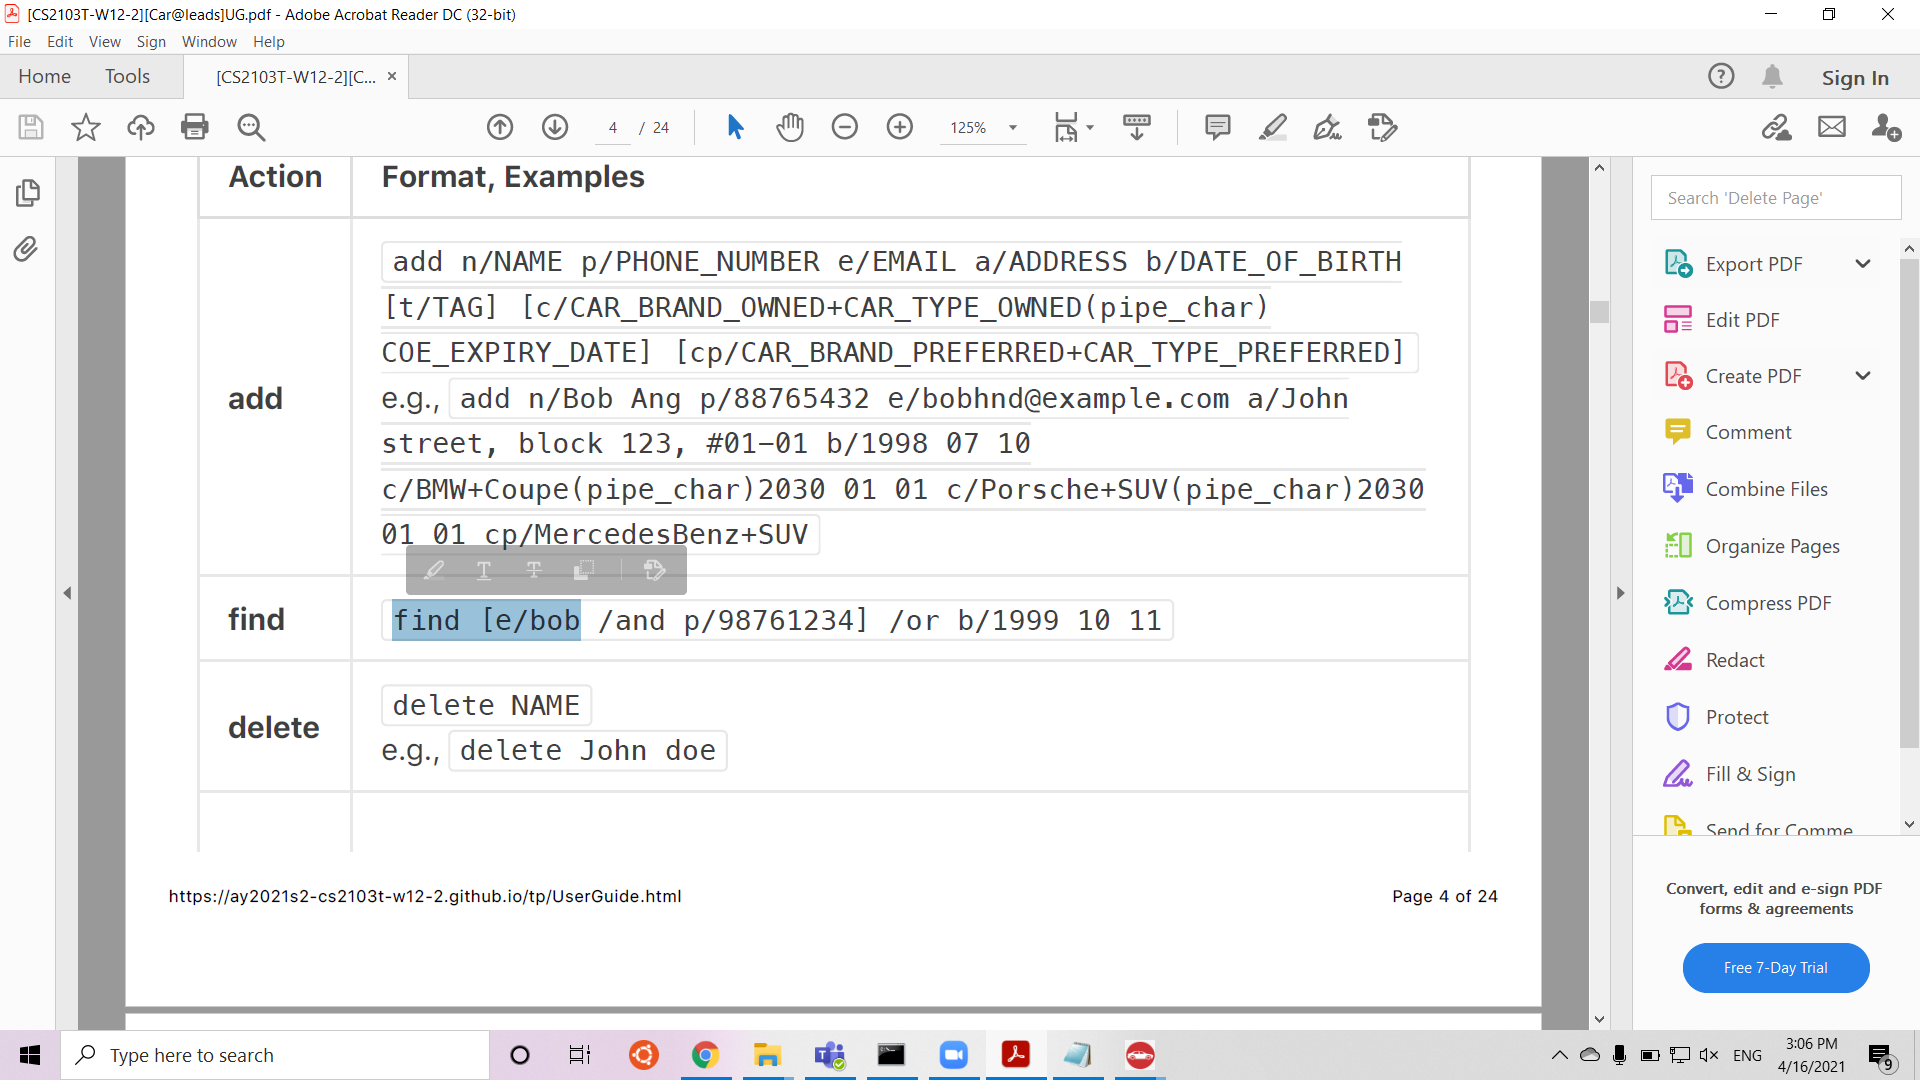 [CS2103T-W12-2][Car@leads]UG.pdf - Adobe Acrobat Reader DC (32-bit)
File Edit View Sign Window Help
Home Tools [CS2103T-W12-2][C... × Sign In
4 / 24 125%
Action Format, Examples
add
add n/NAME p/PHONE_NUMBER e/EMAIL a/ADDRESS b/DATE_OF_BIRTH
[t/TAG] [c/CAR_BRAND_OWNED+CAR_TYPE_OWNED(pipe_char)
COE_EXPIRY_DATE] [cp/CAR_BRAND_PREFERRED+CAR_TYPE_PREFERRED]
e.g., add n/Bob Ang p/88765432 e/bobhnd@example.com a/John
street, block 123, #01-01 b/1998 07 10
c/BMW+Coupe(pipe_char)2030 01 01 c/Porsche+SUV(pipe_char)2030
01 01 cp/MercedesBenz+SUV
find find [e/bob /and p/98761234] /or b/1999 10 11
delete
delete NAME
e.g., delete John doe
https://ay2021s2-cs2103t-w12-2.github.io/tp/UserGuide.html Page 4 of 24
Search 'Delete Page'
Export PDF
Edit PDF
Create PDF
Comment
Combine Files
Organize Pages
Compress PDF
Redact
Protect
Fill & Sign
Send for Comme
Convert, edit and e-sign PDF
forms & agreements
Free 7-Day Trial
Type here to search
ENG
3:06 PM
4/16/2021
9